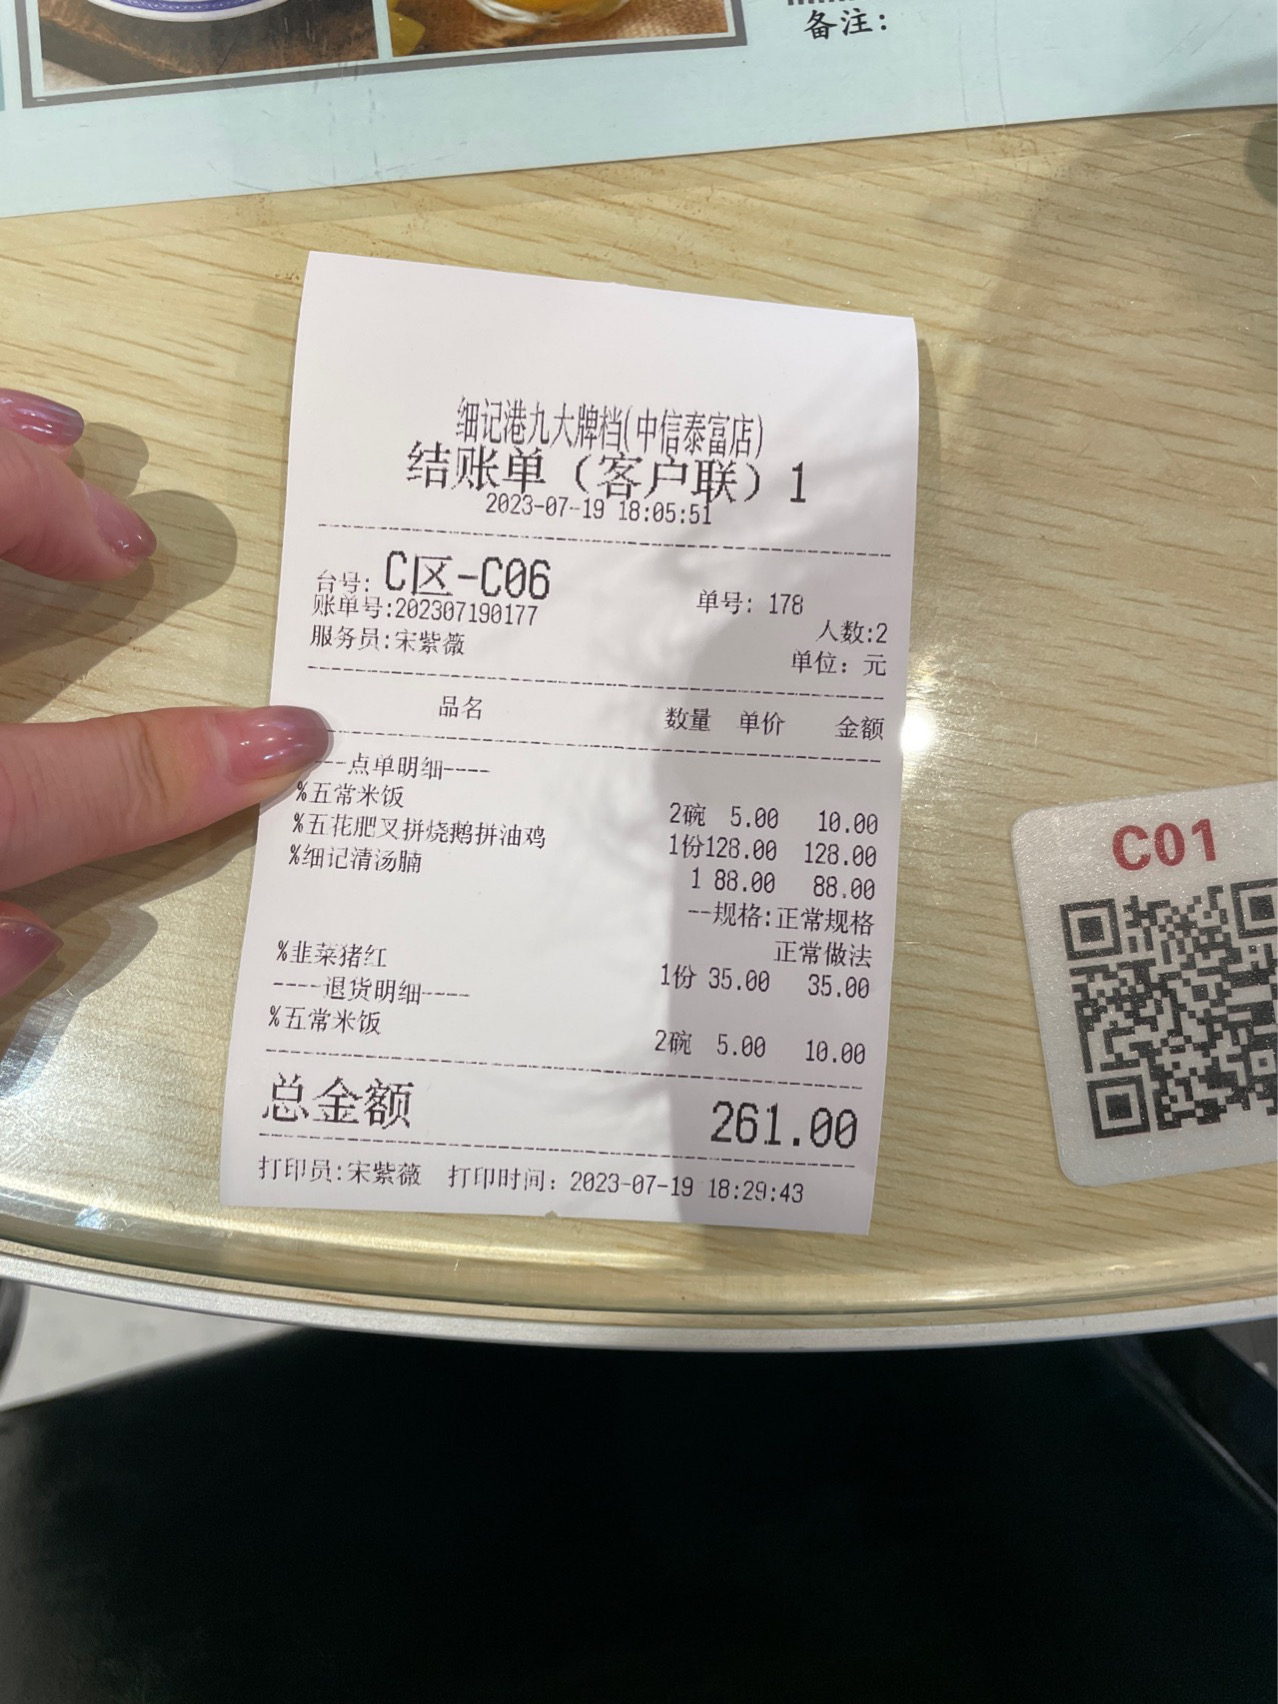 备注:
细记港九大牌档(中信泰富店)
结账单（客户联）1
2023-07-19 18:05:51
台号: C区-C06 单号: 178
账单号:202307190177 人数:2
服务员:宋紫薇 单位: 元
品名 数量 单价 金额
---点单明细----
%五常米饭 2碗 5.00 10.00
%五花肥叉拼烧鹅拼油鸡 1份128.00 128.00
%细记清汤腩 1 88.00 88.00
--规格:正常规格
正常做法
%韭菜猪红 1份 35.00 35.00
----退货明细----
%五常米饭 2碗 5.00 10.00
总金额 261.00
打印员:宋紫薇 打印时间: 2023-07-19 18:29:43
C01